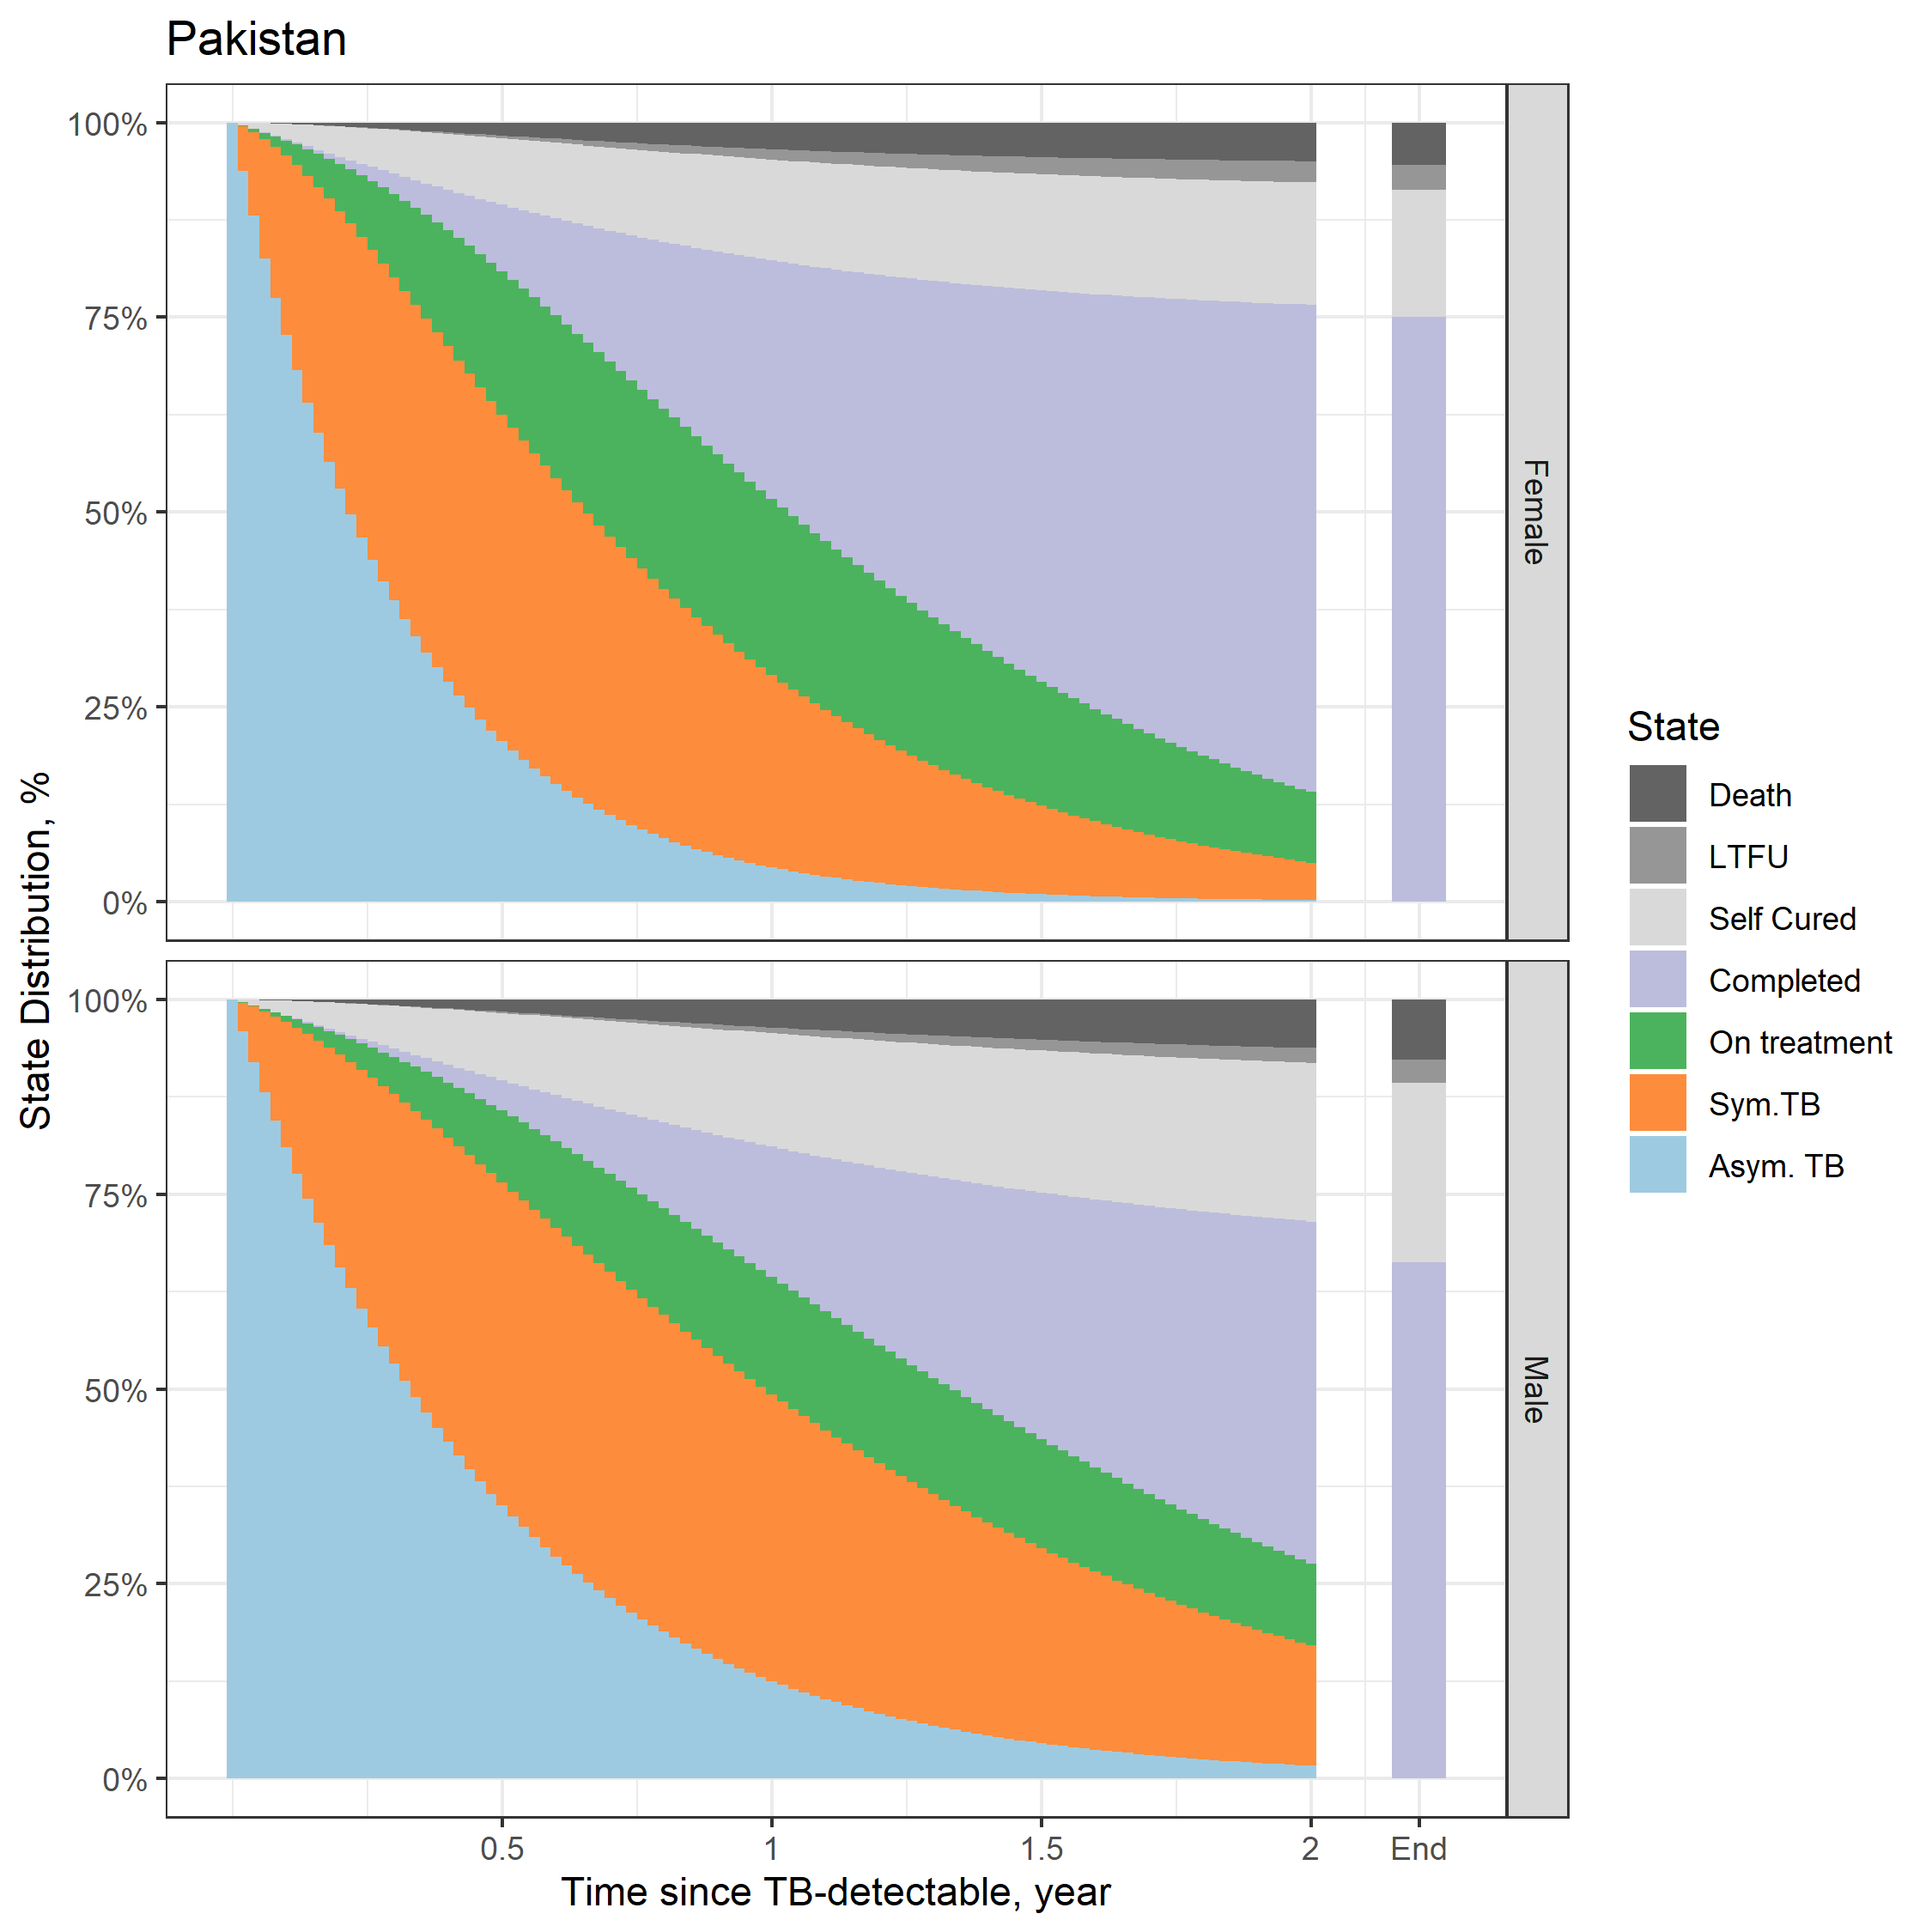 Pakistan
State Distribution, %
100%
75%
50%
25%
0%
Female
100%
75%
50%
25%
0%
Male
0.5
1
1.5
2
End
Time since TB-detectable, year
State
Death
LTFU
Self Cured
Completed
On treatment
Sym.TB
Asym. TB